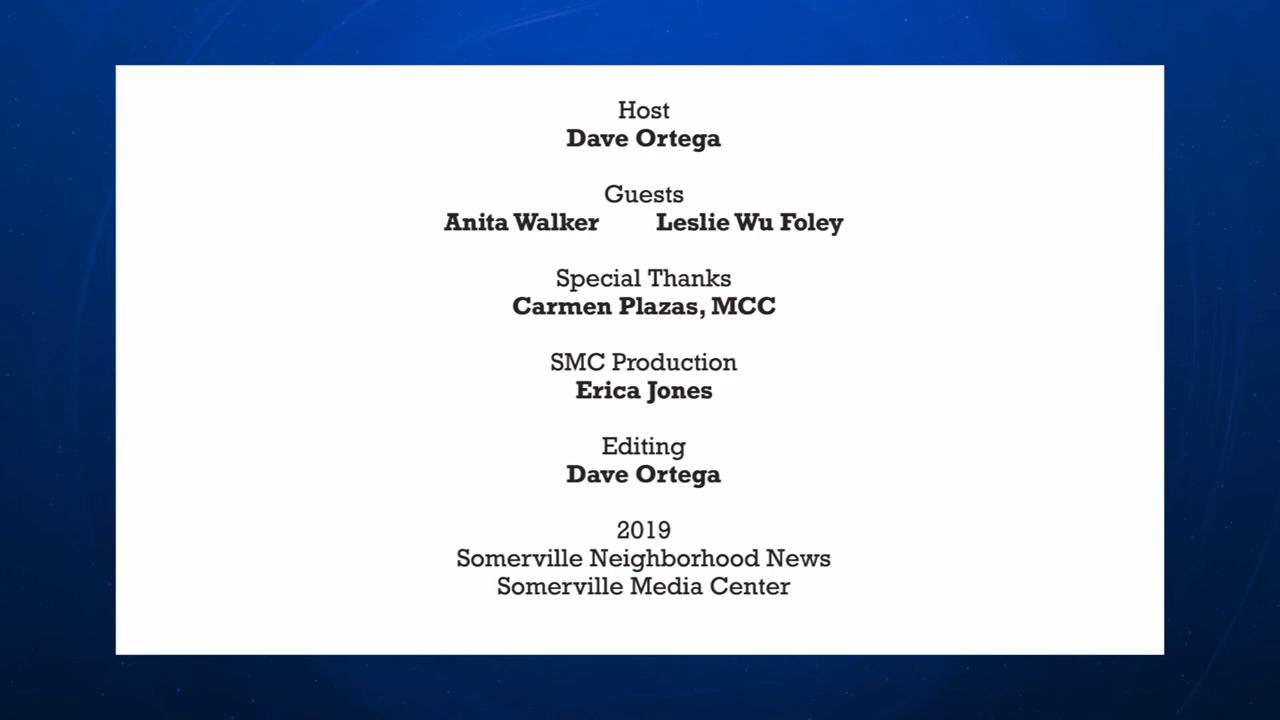 Host
Dave Ortega
Guests
Anita Walker Leslie Wu Foley
Special Thanks
Carmen Plazas, MCC
SMC Production
Erica Jones
Editing
Dave Ortega
2019
Somerville Neighborhood News
Somerville Media Center